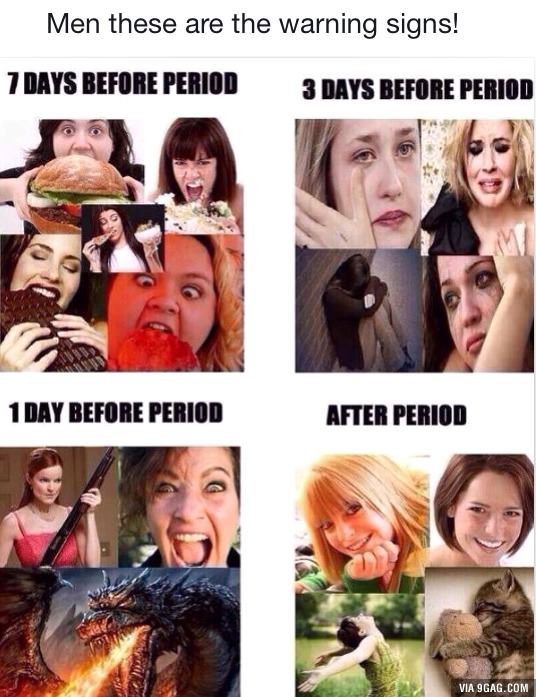 Men these are the warning signs!
7 DAYS BEFORE PERIOD
3 DAYS BEFORE PERIOD
1 DAY BEFORE PERIOD
AFTER PERIOD
VIA 9GAG.COM